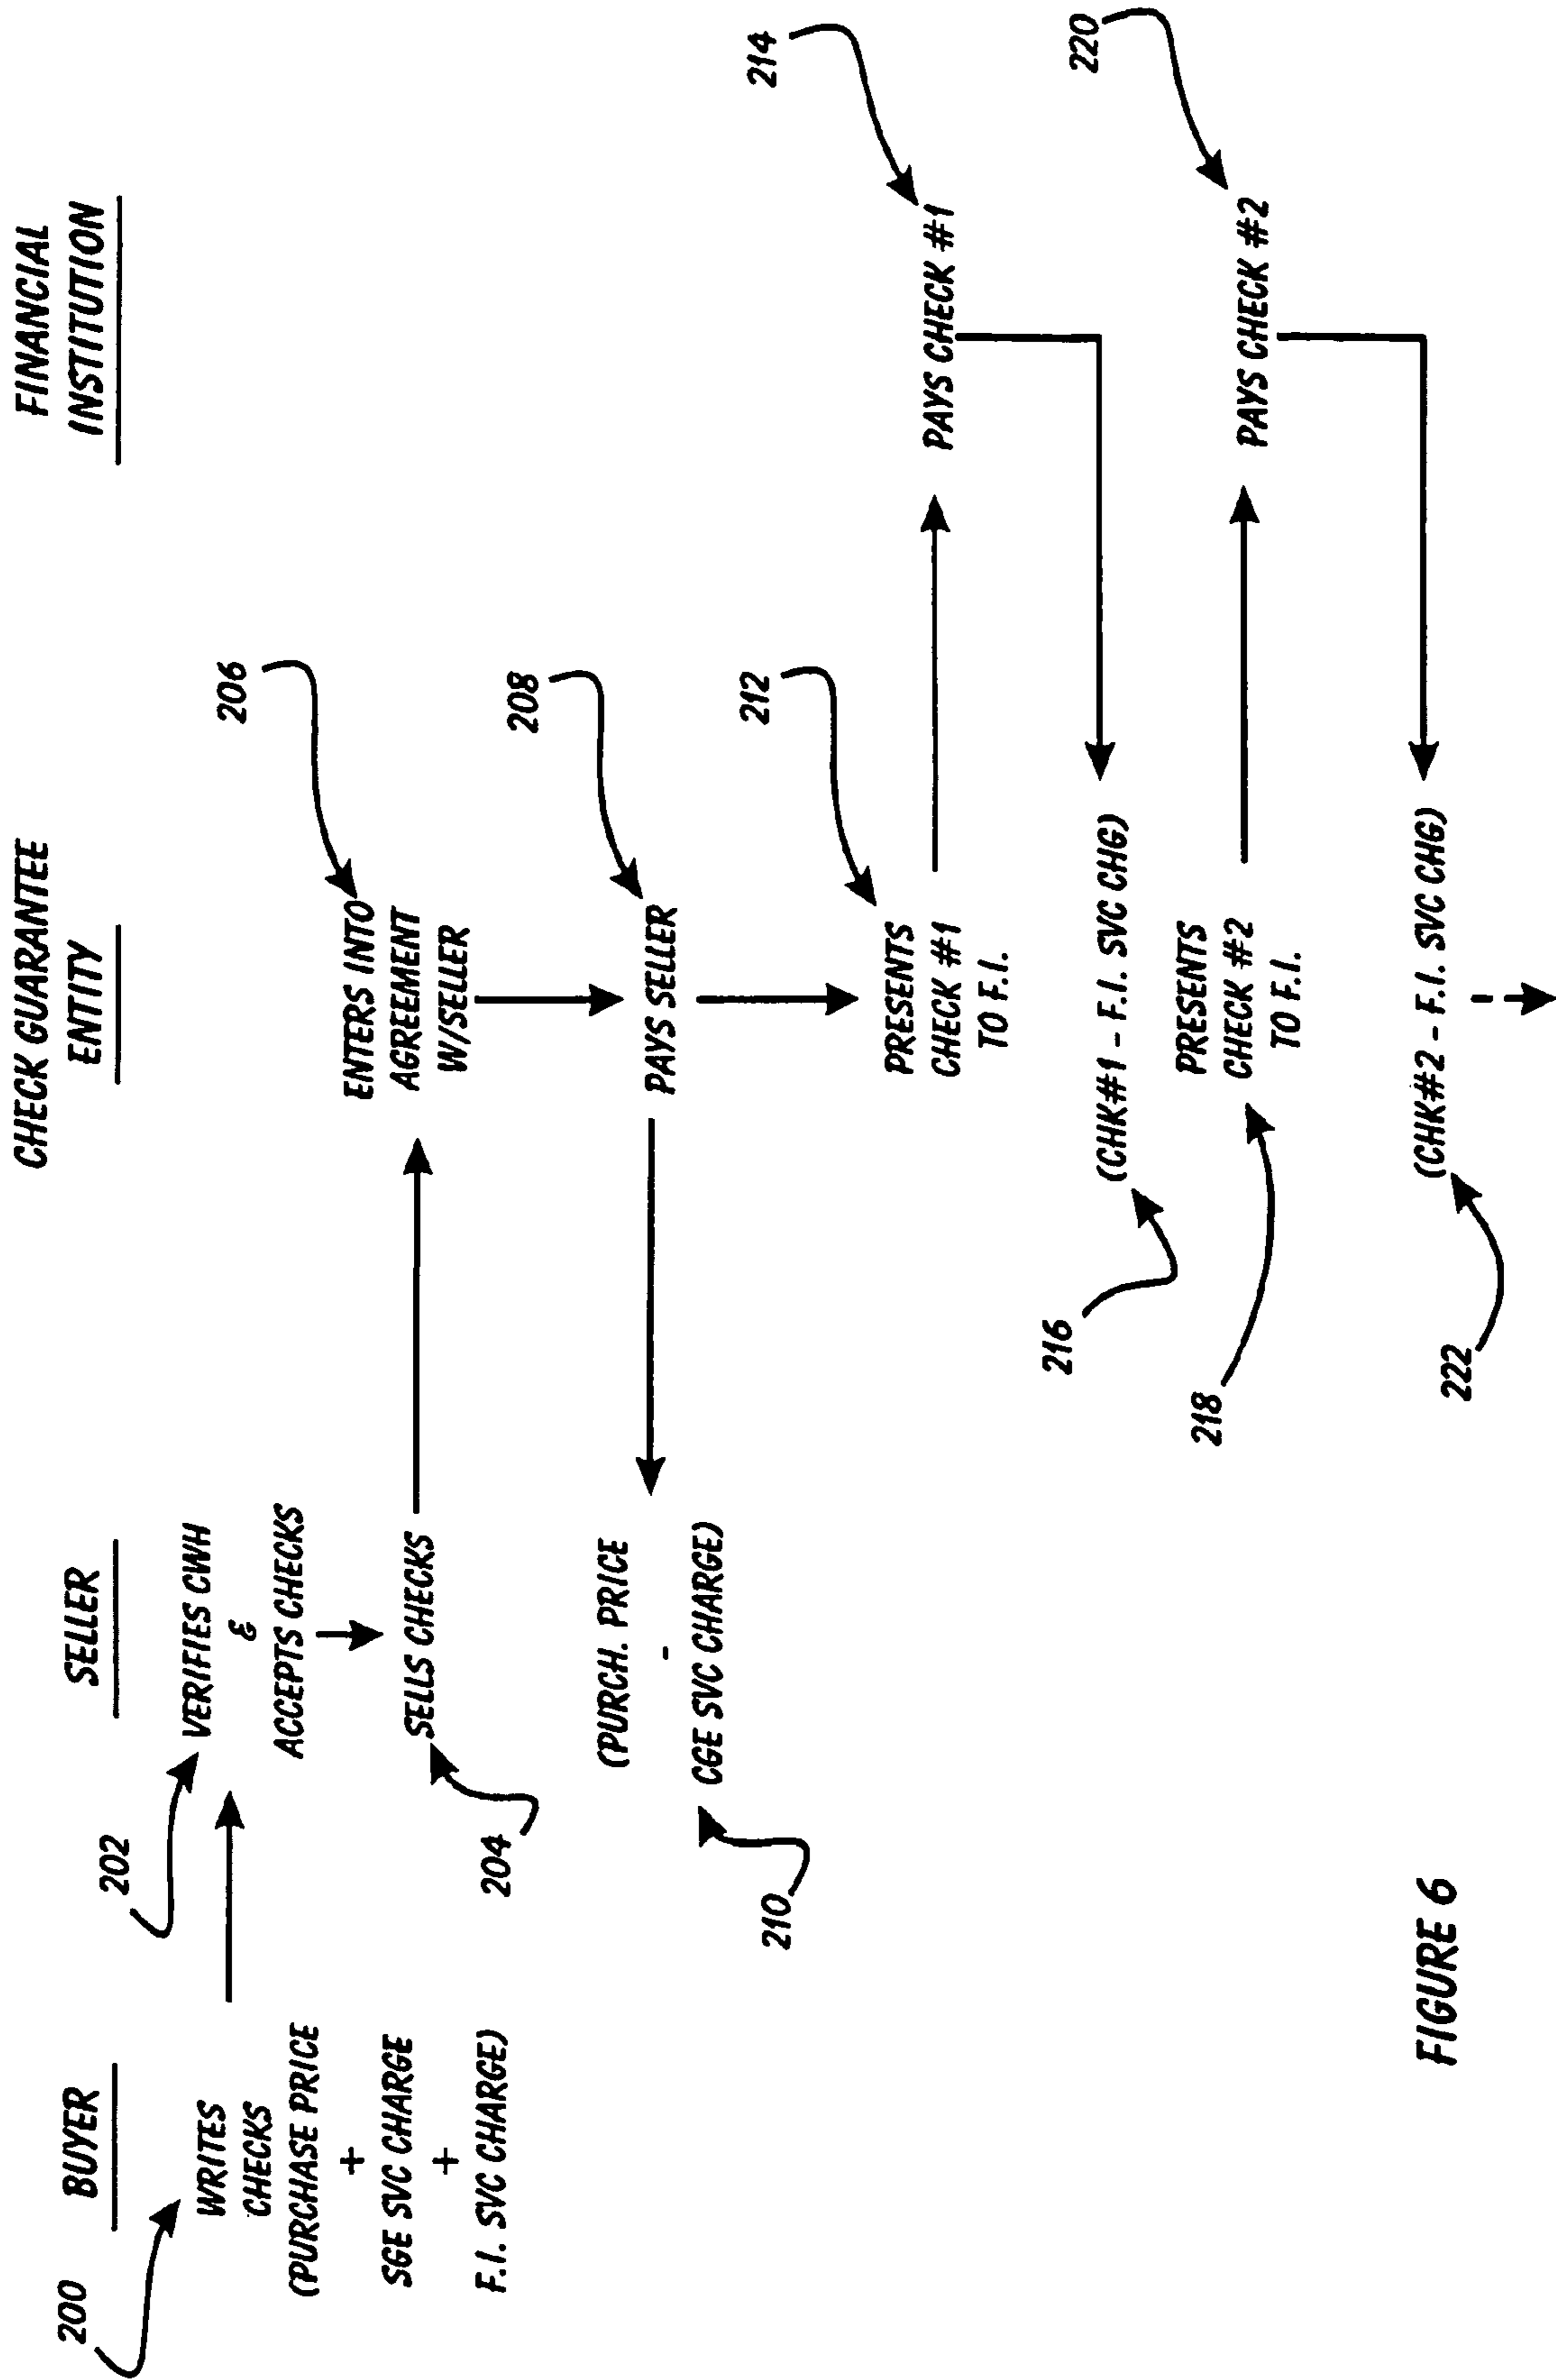 BUYER
200
WRITES
CHECKS
(PURCHASE PRICE
+
SGE SVC CHARGE
+
F.I. SVC CHARGE)
SELLER
202
VERIFIES CWH
&
ACCEPTS CHECKS
SELLS CHECKS
204
(PURCH. PRICE
-
CGE SVC CHARGE)
210
CHECK GUARANTEE
ENTITY
206
ENTERS INTO
AGREEMENT
W/SELLER
208
PAYS SELLER
212
PRESENTS
CHECK #1
TO F.I.
216
(CHK#1 - F.I. SVC CHG)
218
PRESENTS
CHECK #2
TO F.I.
222
(CHK#2 - F.I. SVC CHG)
FINANCIAL
INSTITUTION
214
PAYS CHECK #1
220
PAYS CHECK #2
FIGURE 6